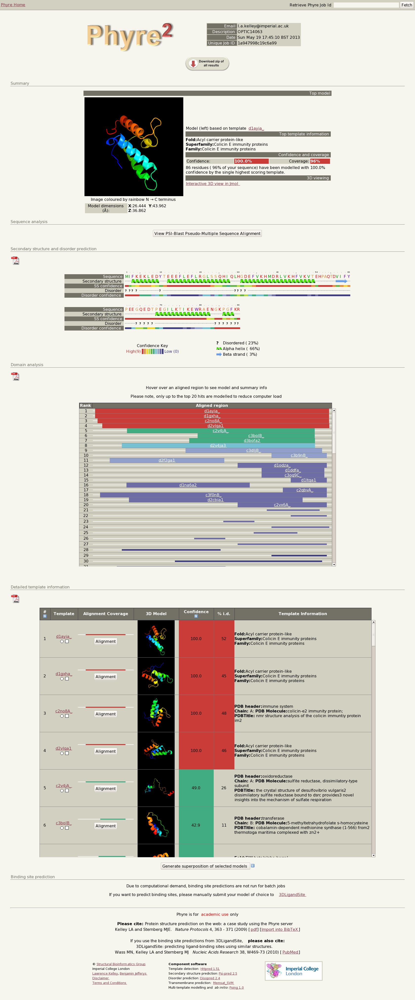 Phyre Home
Retrieve Phyre Job Id Fetch
Phyre2
Email l.a.kelley@imperial.ac.uk
Description OPTIC14063
Date Sun May 19 17:45:10 BST 2013
Unique Job ID 1a947998c19c6a99
Download zip of
all results
Summary
Top model
Model (left) based on template d1ayia_
Top template information
Fold:Acyl carrier protein-like
Superfamily:Colicin E immunity proteins
Family:Colicin E immunity proteins
Confidence and coverage
Confidence: 100.0% Coverage: 96%
86 residues ( 96% of your sequence) have been modelled with 100.0%
confidence by the single highest scoring template.
3D viewing
Interactive 3D view in Jmol
Image coloured by rainbow N → C terminus
Model dimensions X:26.444 Y:43.962
(Å): Z:36.862
Sequence analysis
View PSI-Blast Pseudo-Multiple Sequence Alignment
Secondary structure and disorder prediction
PDF
Adobe
1 10 20 30 40 50 60
Sequence MIFKEKLEDYTEEEFLEFLRGLSSQHIQLHGDEFVKHMDRLVKHFVKVTEHPAQTDVIFY
Secondary structure
SS confidence
Disorder ? ? ? ? ? ? ? ? ?
Disorder confidence
70 80 90
Sequence PEEGQEDTPEGILKTIKEWRAENGKPGFKR
Secondary structure
SS confidence
Disorder ? ? ? ? ? ? ? ? ? ? ? ?
Disorder confidence
Confidence Key
High(9) Low (0)
? Disordered ( 23%)
Alpha helix ( 66%)
Beta strand ( 3%)
Domain analysis
PDF
Adobe
Hover over an aligned region to see model and summary info
Please note, only up to the top 20 hits are modelled to reduce computer load
Rank Aligned region
1 d1ayia_
2 d1gxha_
3 c2no8A_
4 d2vlqa1
5 c2v4jA_
6 c3bolB_
7 d3bofa2
8 d2v4ja3
9 c3dljB_
10 c3b9nB_
11 d2f2ga1
12 d1odza_
13 d1ddfa_
14 c3oq9C_
15 d1ltqa1
16 d1na6a2
17 c2qbvA_
18 c3f0nB_
19 d2cbia1
20 c2vx6A_
21
22
23
24
25
26
27
28
29
30
31
Detailed template information
PDF
Adobe
# Template Alignment Coverage 3D Model Confidence % i.d. Template Information
1 d1ayia_ Alignment 100.0 52
Fold:Acyl carrier protein-like
Superfamily:Colicin E immunity proteins
Family:Colicin E immunity proteins
2 d1gxha_ Alignment 100.0 45
Fold:Acyl carrier protein-like
Superfamily:Colicin E immunity proteins
Family:Colicin E immunity proteins
3 c2no8A_ Alignment 100.0 48
PDB header:immune system
Chain: A: PDB Molecule:colicin-e2 immunity protein;
PDBTitle: nmr structure analysis of the colicin immuntiy protein
im2
4 d2vlqa1 Alignment 100.0 46
Fold:Acyl carrier protein-like
Superfamily:Colicin E immunity proteins
Family:Colicin E immunity proteins
5 c2v4jA_ Alignment 49.0 26
PDB header:oxidoreductase
Chain: A: PDB Molecule:sulfite reductase, dissimilatory-type
subunit
PDBTitle: the crystal structure of desulfovibrio vulgaris2
dissimilatory sulfite reductase bound to dsrc provides3 novel
insights into the mechanism of sulfate respiration
6 c3bolB_ Alignment 42.9 11
PDB header:transferase
Chain: B: PDB Molecule:5-methyltetrahydrofolate s-homocysteine
PDBTitle: cobalamin-dependent methionine synthase (1-566) from2
thermotoga maritima complexed with zn2+
Generate superposition of selected models
Binding site prediction
Due to computational demand, binding site predictions are not run for batch jobs
If you want to predict binding sites, please manually submit your model of choice to 3DLigandSite
Phyre is for academic use only
Please cite: Protein structure prediction on the web: a case study using the Phyre server
Kelley LA and Sternberg MJE. Nature Protocols 4, 363 - 371 (2009) [ pdf] [Import into BibTeX ]
If you use the binding site predictions from 3DLigandSite, please also cite:
3DLigandSite: predicting ligand-binding sites using similar structures.
Wass MN, Kelley LA and Sternberg MJ Nucleic Acids Research 38, W469-73 (2010) [ PubMed]
© Structural Bioinformatics Group
Imperial College London
Lawrence Kelley, Benjamin Jefferys
Disclaimer
Terms and Conditions
Component software
Template detection: HHpred 1.51
Secondary structure prediction: Psi-pred 2.5
Disorder prediction: Disopred 2.4
Transmembrane prediction: Memsat_SVM
Multi-template modelling and ab initio: Poing 1.0
Imperial College
London